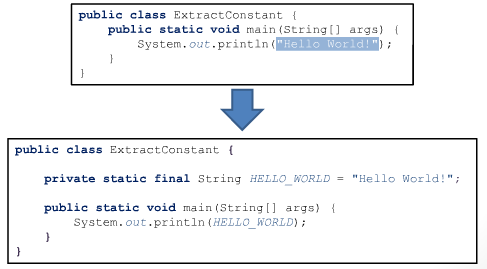 public class ExtractConstant {
    public static void main(String[] args) {
        System.out.println("Hello World!");
    }
}
public class ExtractConstant {
    private static final String HELLO_WORLD = "Hello World!";
    public static void main(String[] args) {
        System.out.println(HELLO_WORLD);
    }
}